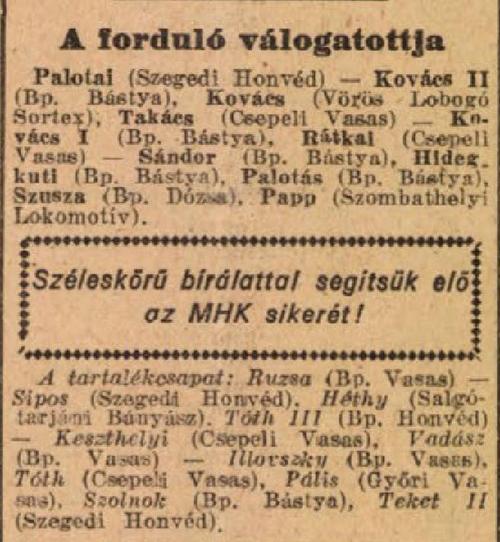 A forduló válogatottja
Palotai (Szegedi Honvéd) — Kovács II
(Bp. Bástya), Kovács (Vörös Lobogó
Sortex), Takács (Csepeli Vasas) — Ko-
vács I (Bp. Bástya), Rátkai (Csepeli
Vasas) — Sándor (Bp. Bástya), Hideg-
kuti (Bp. Bástya), Palotás (Bp. Bástya),
Szusza (Bp. Dózsa), Papp (Szombathelyi
Lokomotív).
Széleskörű bírálattal segítsük elő
az MHK sikerét!
A tartalékcsapat: Ruzsa (Bp. Vasas) —
Sipos (Szegedi Honvéd), Héthy (Salgó-
tarjáni Bányász), Tóth III (Bp. Honvéd)
— Keszthelyi (Csepeli Vasas), Vadász
(Bp. Vasas) — Illovszky (Bp. Vasas),
Tóth (Csepeli Vasas), Pális (Győri Va-
sas), Szolnok (Bp. Bástya), Teket II
(Szegedi Honvéd).